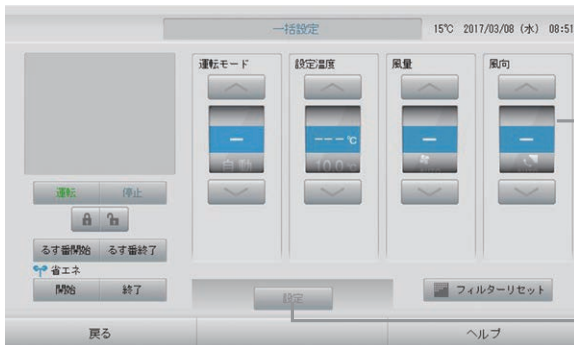 一括設定
15℃ 2017/03/08 (水) 08:51
運転モード
設定温度
風量
風向
−
−−−℃
−
−
自動
10.0
運転
停止
るす番開始
るす番終了
省エネ
開始
終了
設定
フィルターリセット
戻る
ヘルプ